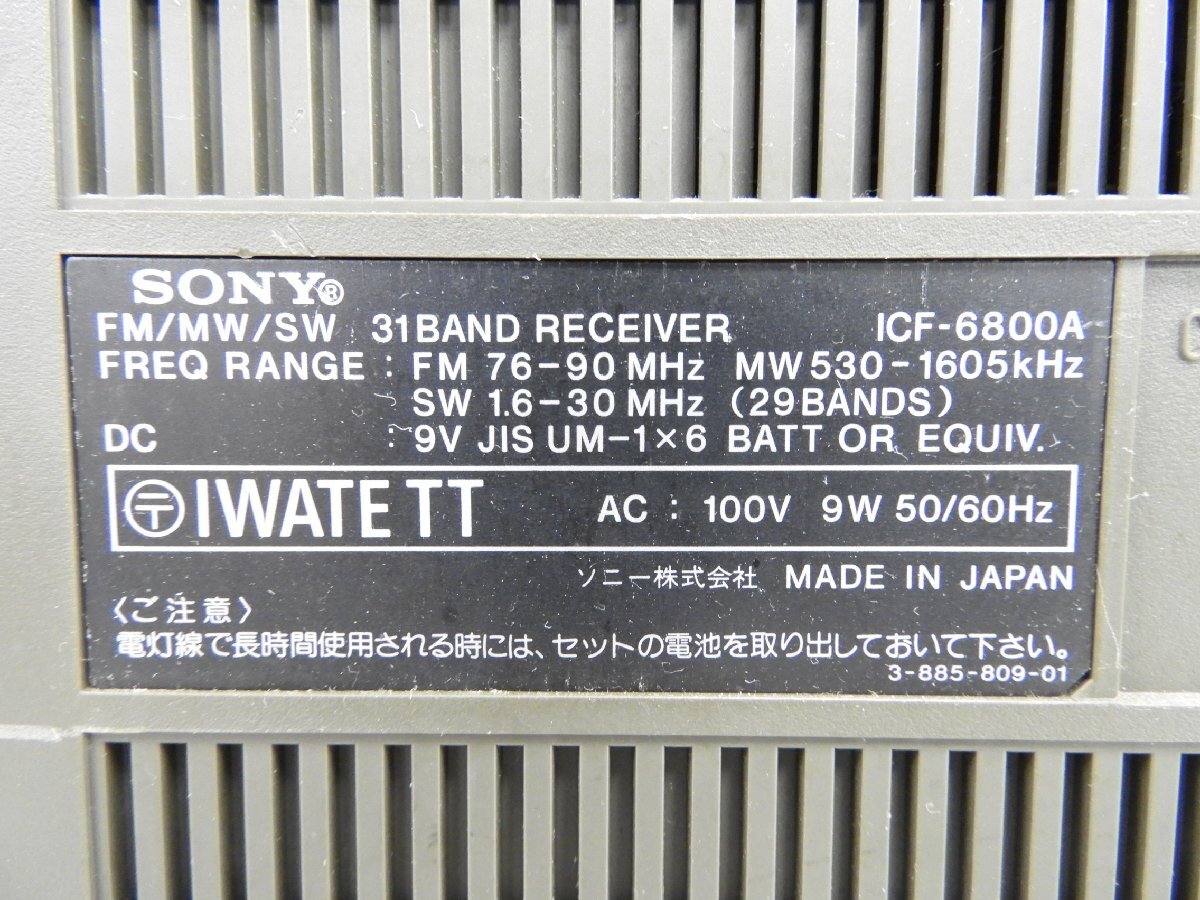 SONY®
FM/MW/SW 31BAND RECEIVER ICF-6800A
FREQ RANGE : FM 76-90 MHz MW 530-1605kHz
SW 1.6-30 MHz (29BANDS)
DC : 9V JIS UM-1×6 BATT OR EQUIV.
〒 IWATE TT AC : 100V 9W 50/60Hz
ソニー株式会社 MADE IN JAPAN
〈ご注意〉
電灯線で長時間使用される時には、セットの電池を取り出しておいて下さい。
3-885-809-01